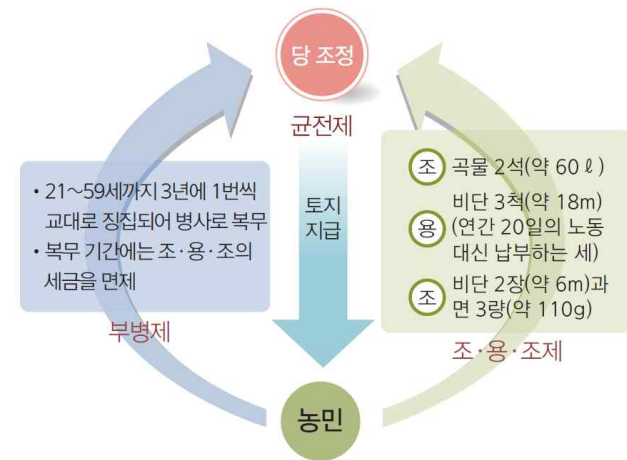 당 조정
균전제
토지
지급
• 21~59세까지 3년에 1번씩
교대로 징집되어 병사로 복무
• 복무 기간에는 조·용·조의
세금을 면제
부병제
조 곡물 2석(약 60ℓ)
용 비단 3척(약 18m)
(연간 20일의 노동
대신 납부하는 세)
조 비단 2장(약 6m)과
면 3량(약 110g)
조·용·조제
농민